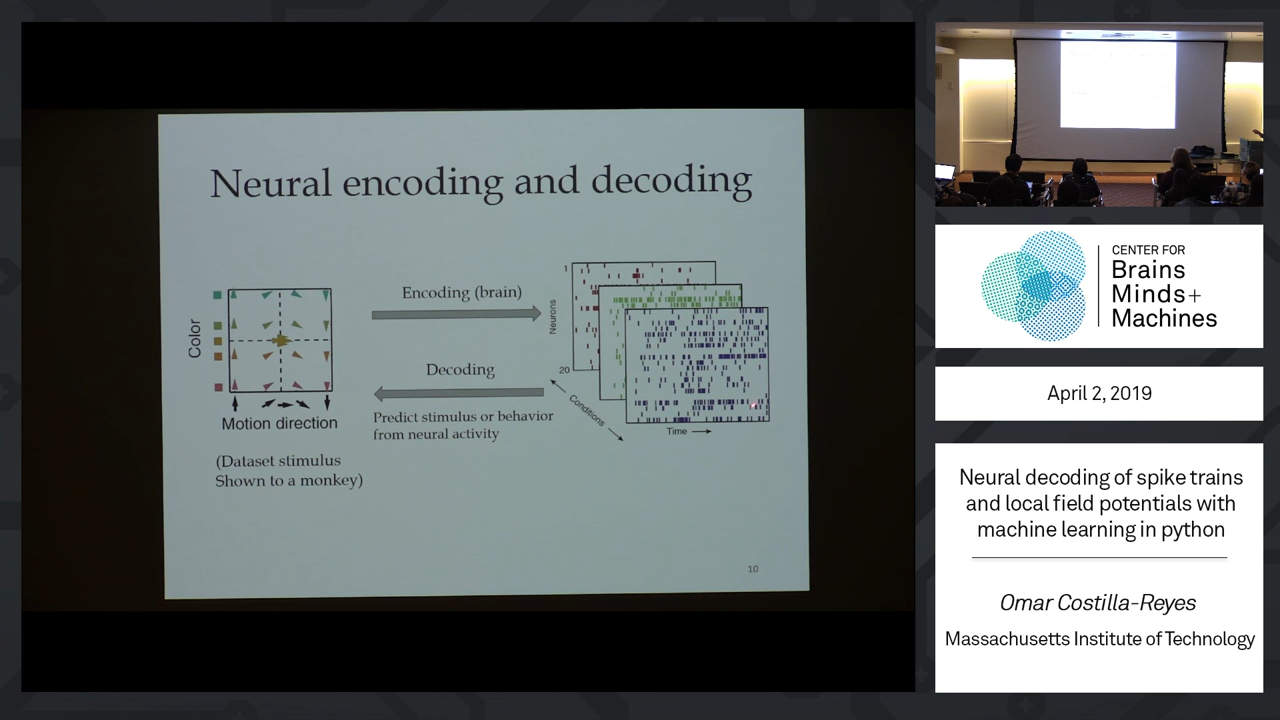 Neural encoding and decoding
Color
Motion direction
(Dataset stimulus
Shown to a monkey)
Encoding (brain)
Decoding
Predict stimulus or behavior
from neural activity
1
Neurons
20
Conditions
Time
10
CENTER FOR
Brains
Minds+
Machines
April 2, 2019
Neural decoding of spike trains
and local field potentials with
machine learning in python
Omar Costilla-Reyes
Massachusetts Institute of Technology